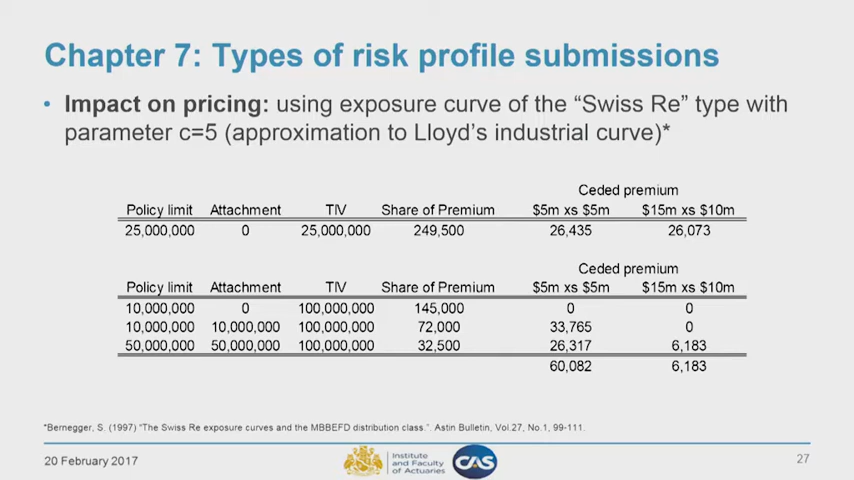 Chapter 7: Types of risk profile submissions
• Impact on pricing: using exposure curve of the “Swiss Re” type with
parameter c=5 (approximation to Lloyd’s industrial curve)*
Ceded premium
Policy limit Attachment TIV Share of Premium $5m xs $5m $15m xs $10m
25,000,000 0 25,000,000 249,500 26,435 26,073
Ceded premium
Policy limit Attachment TIV Share of Premium $5m xs $5m $15m xs $10m
10,000,000 0 100,000,000 145,000 0 0
10,000,000 10,000,000 100,000,000 72,000 33,765 0
50,000,000 50,000,000 100,000,000 32,500 26,317 6,183
60,082 6,183
*Bernegger, S. (1997) “The Swiss Re exposure curves and the MBBEFD distribution class.”. Astin Bulletin, Vol.27, No.1, 99-111.
20 February 2017
Institute
and Faculty
of Actuaries
CAS
27